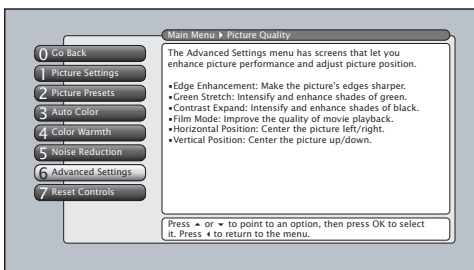 Main Menu ▶ Picture Quality
0 Go Back
1 Picture Settings
2 Picture Presets
3 Auto Color
4 Color Warmth
5 Noise Reduction
6 Advanced Settings
7 Reset Controls
The Advanced Settings menu has screens that let you
enhance picture performance and adjust picture position.
▪Edge Enhancement: Make the picture's edges sharper.
▪Green Stretch: Intensify and enhance shades of green.
▪Contrast Expand: Intensify and enhance shades of black.
▪Film Mode: Improve the quality of movie playback.
▪Horizontal Position: Center the picture left/right.
▪Vertical Position: Center the picture up/down.
Press ▲ or ▼ to point to an option, then press OK to select
it. Press ◀ to return to the menu.